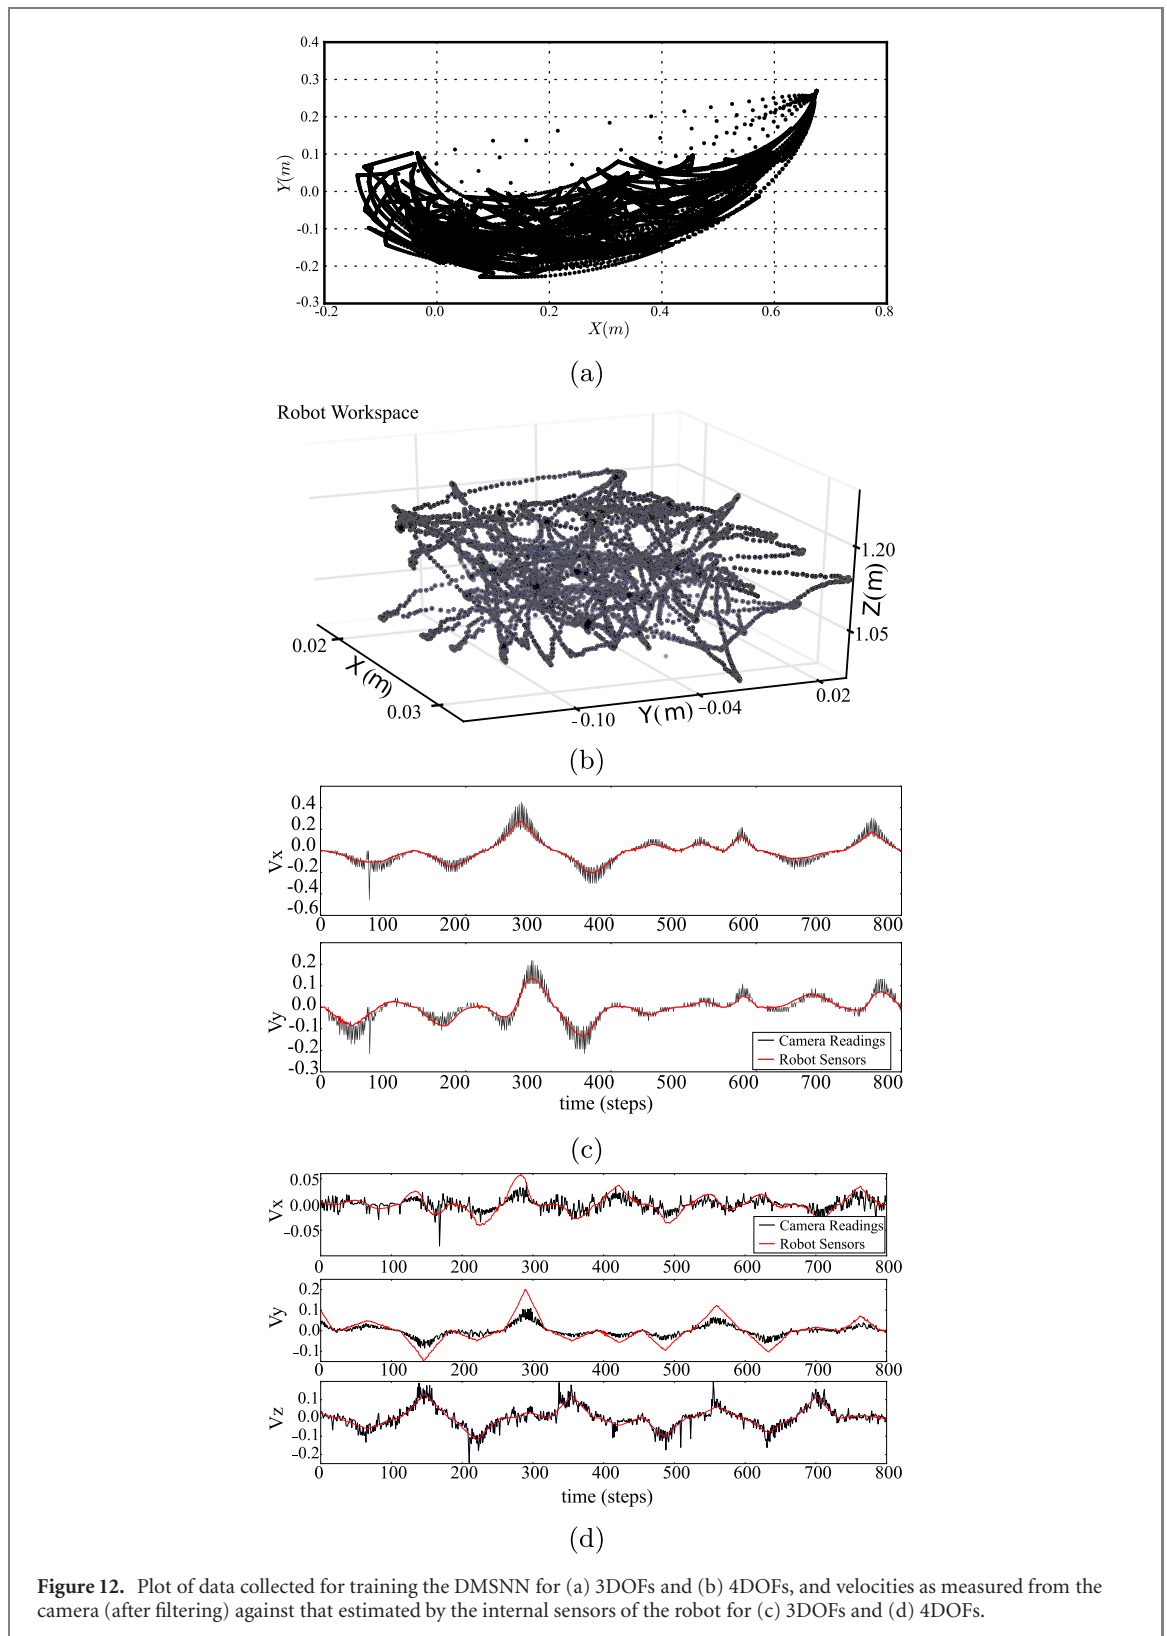 0.4
0.3
0.2
0.1
0.0
-0.1
-0.2
-0.3
Y(m)
-0.2 0.0 0.2 0.4 0.6 0.8
X(m)
(a)
Robot Workspace
1.20
1.05
Z(m)
0.02
0.03
X(m)
-0.10 -0.04 0.02
Y(m)
(b)
0.4
0.2
0.0
-0.2
-0.4
-0.6
Vx
0 100 200 300 400 500 600 700 800
0.2
0.1
0.0
-0.1
-0.2
-0.3
Vy
Camera Readings
Robot Sensors
0 100 200 300 400 500 600 700 800
time (steps)
(c)
0.05
0.00
-0.05
Vx
Camera Readings
Robot Sensors
0 100 200 300 400 500 600 700 800
0.2
0.1
0.0
-0.1
Vy
0 100 200 300 400 500 600 700 800
0.1
0.0
-0.1
-0.2
Vz
0 100 200 300 400 500 600 700 800
time (steps)
(d)
Figure 12. Plot of data collected for training the DMSNN for (a) 3DOFs and (b) 4DOFs, and velocities as measured from the
camera (after filtering) against that estimated by the internal sensors of the robot for (c) 3DOFs and (d) 4DOFs.